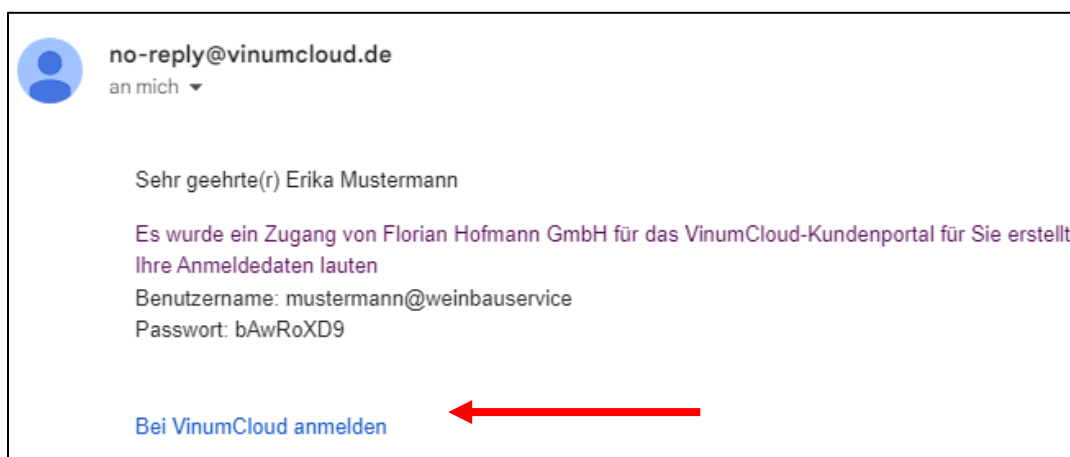 no-reply@vinumcloud.de
an mich
Sehr geehrte(r) Erika Mustermann
Es wurde ein Zugang von Florian Hofmann GmbH für das VinumCloud-Kundenportal für Sie erstellt
Ihre Anmeldedaten lauten
Benutzername: mustermann@weinbauservice
Passwort: bAwRoXD9
Bei VinumCloud anmelden